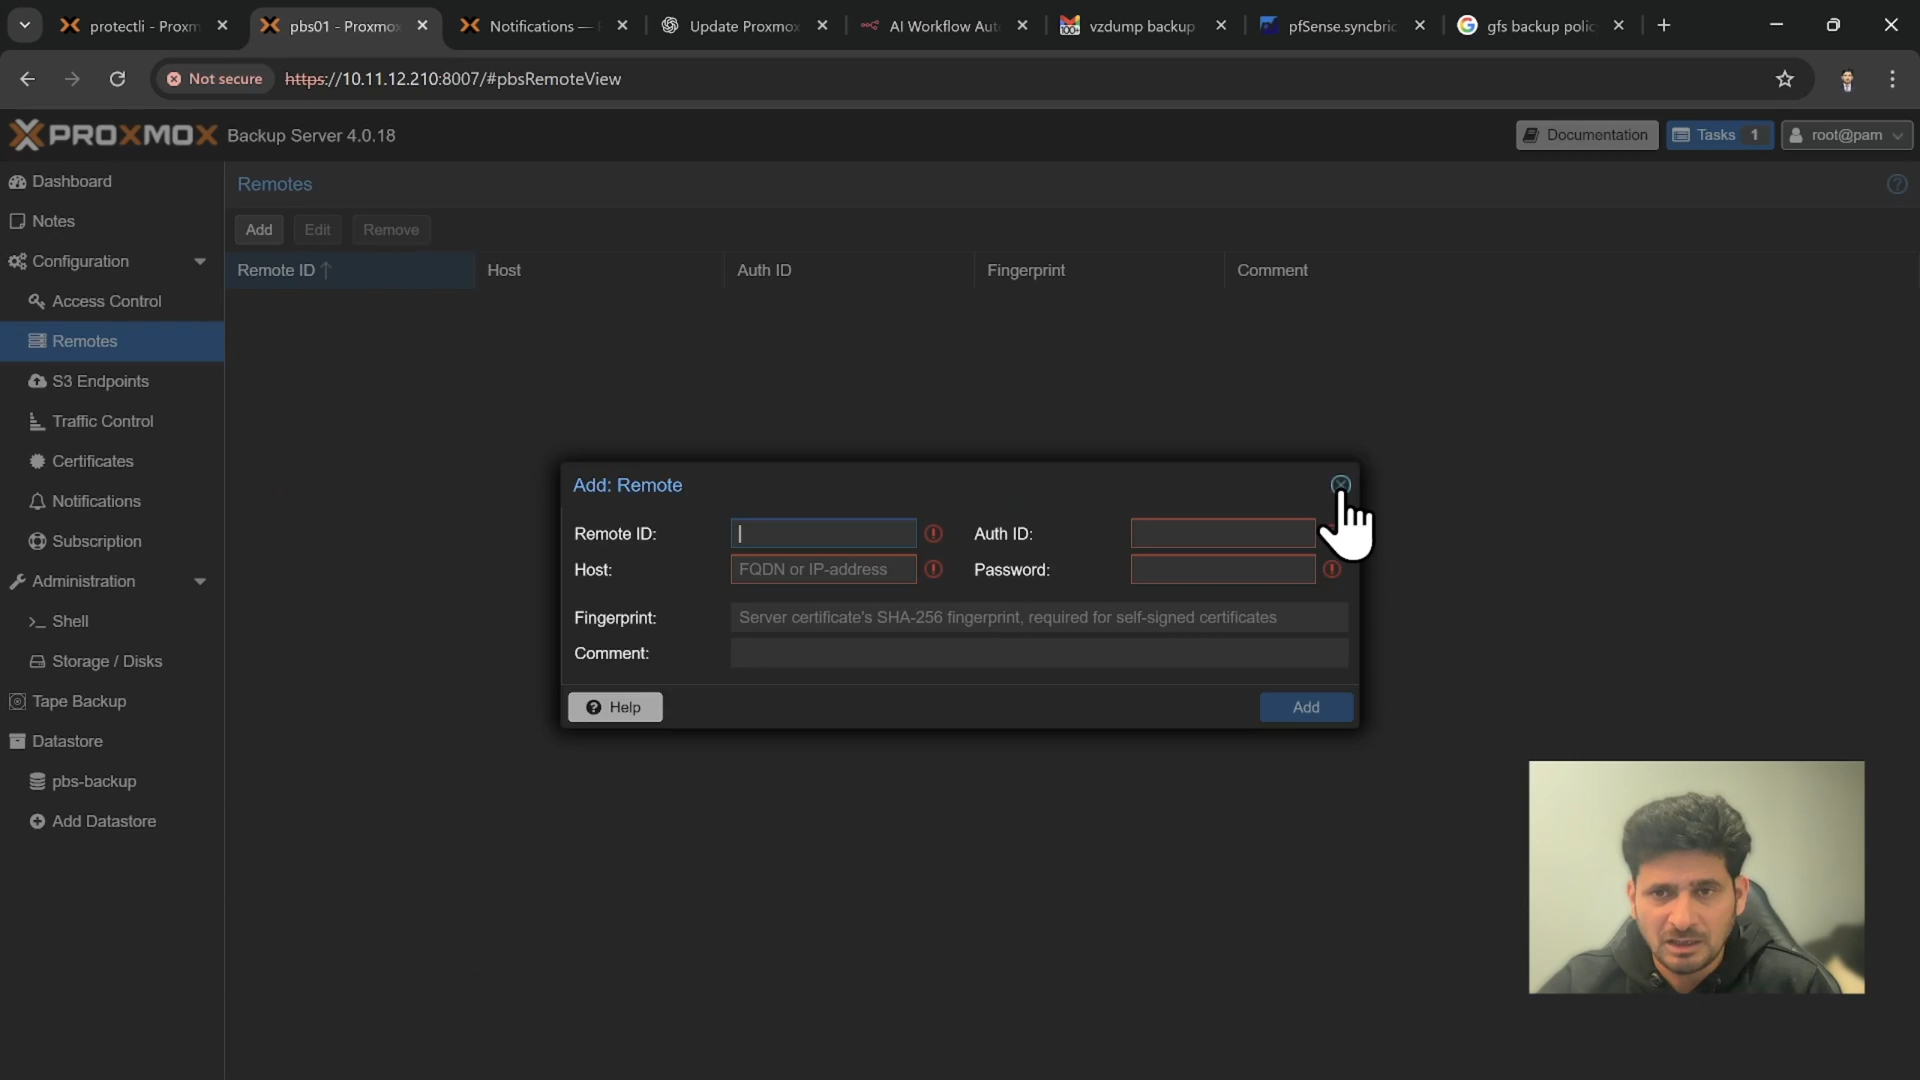 protectli - Proxm
pbs01 - Proxmox
Notifications —
Update Proxmox
AI Workflow Aut
vzdump backup
pfSense.syncbric
gfs backup polic
Not secure
https://10.11.12.210:8007/#pbsRemoteView
PROXMOX Backup Server 4.0.18
Documentation
Tasks 1
root@pam
Dashboard
Notes
Configuration
Access Control
Remotes
S3 Endpoints
Traffic Control
Certificates
Notifications
Subscription
Administration
Shell
Storage / Disks
Tape Backup
Datastore
pbs-backup
Add Datastore
Remotes
Add Edit Remove
Remote ID Host Auth ID Fingerprint Comment
Add: Remote
Remote ID: Auth ID:
Host: FQDN or IP-address Password:
Fingerprint: Server certificate's SHA-256 fingerprint, required for self-signed certificates
Comment:
Help Add